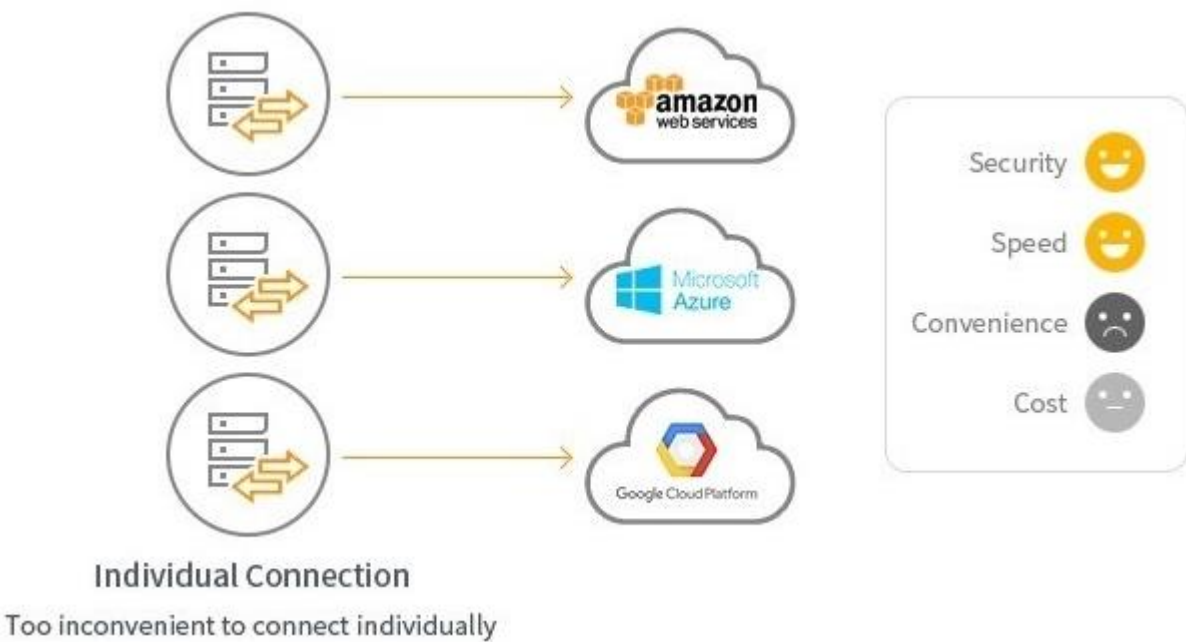 amazon
web services
Microsoft
Azure
Google Cloud Platform
Security
Speed
Convenience
Cost
Individual Connection
Too inconvenient to connect individually